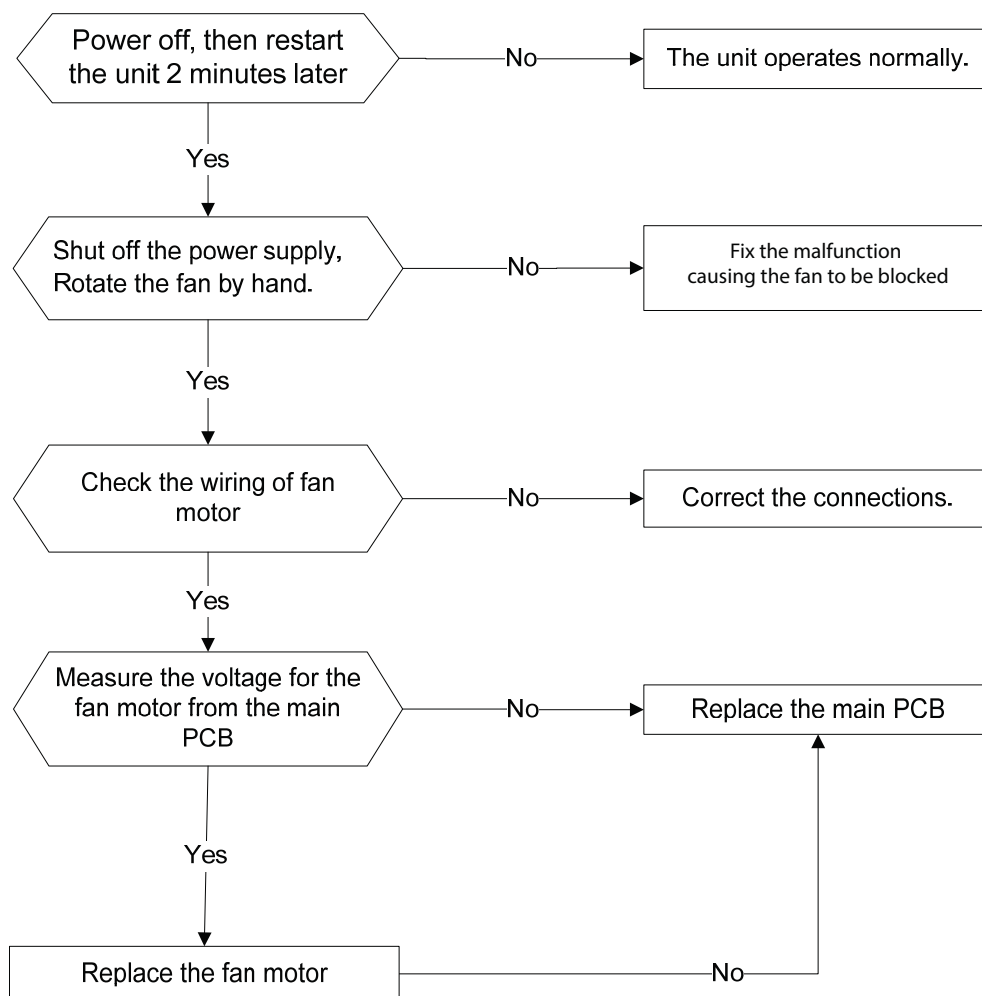 Power off, then restart
the unit 2 minutes later
No
The unit operates normally.
Yes
Shut off the power supply,
Rotate the fan by hand.
No
Fix the malfunction
causing the fan to be blocked
Yes
Check the wiring of fan
motor
No
Correct the connections.
Yes
Measure the voltage for the
fan motor from the main
PCB
No
Replace the main PCB
Yes
Replace the fan motor
No